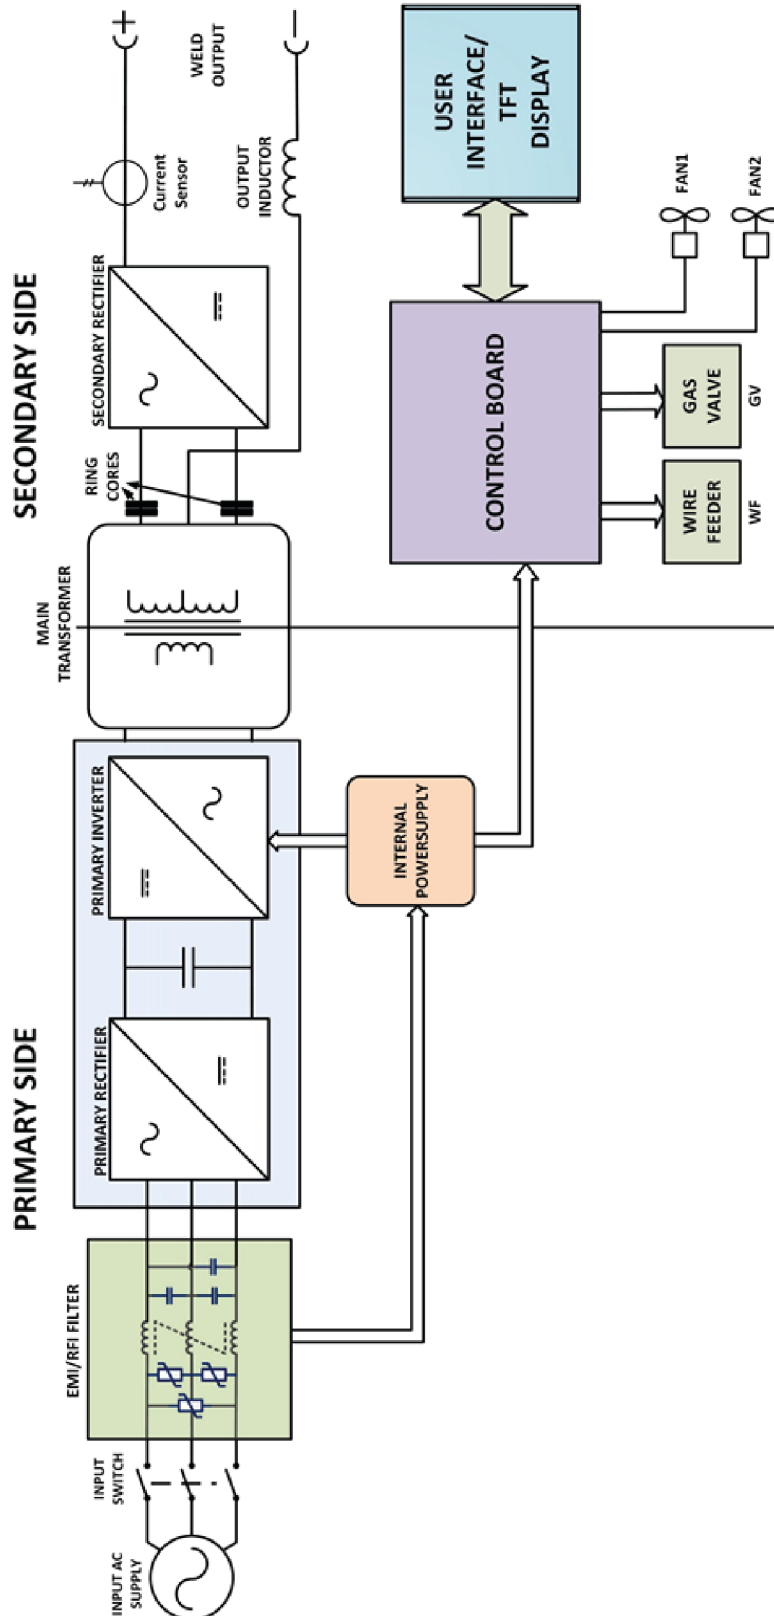 PRIMARY SIDE
SECONDARY SIDE
INPUT AC
SUPPLY
INPUT
SWITCH
EMI/RFI FILTER
PRIMARY RECTIFIER
PRIMARY INVERTER
MAIN
TRANSFORMER
RING
CORES
SECONDARY RECTIFIER
Current
Sensor
+
WELD
OUTPUT
−
OUTPUT
INDUCTOR
INTERNAL
POWERSUPPLY
CONTROL BOARD
USER
INTERFACE/
TFT
DISPLAY
WIRE
FEEDER
WF
GAS
VALVE
GV
FAN1
FAN2